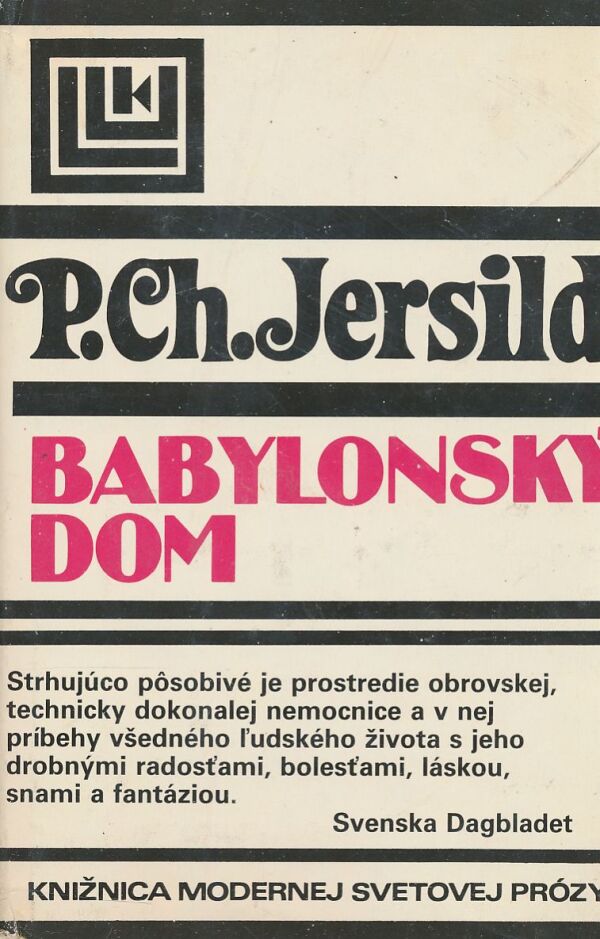 P.Ch.Jersild
BABYLONSKÝ
DOM
Strhujúco pôsobivé je prostredie obrovskej,
technicky dokonalej nemocnice a v nej
príbehy všedného ľudského života s jeho
drobnými radosťami, bolesťami, láskou,
snami a fantáziou.
Svenska Dagbladet
KNIŽNICA MODERNEJ SVETOVEJ PRÓZY